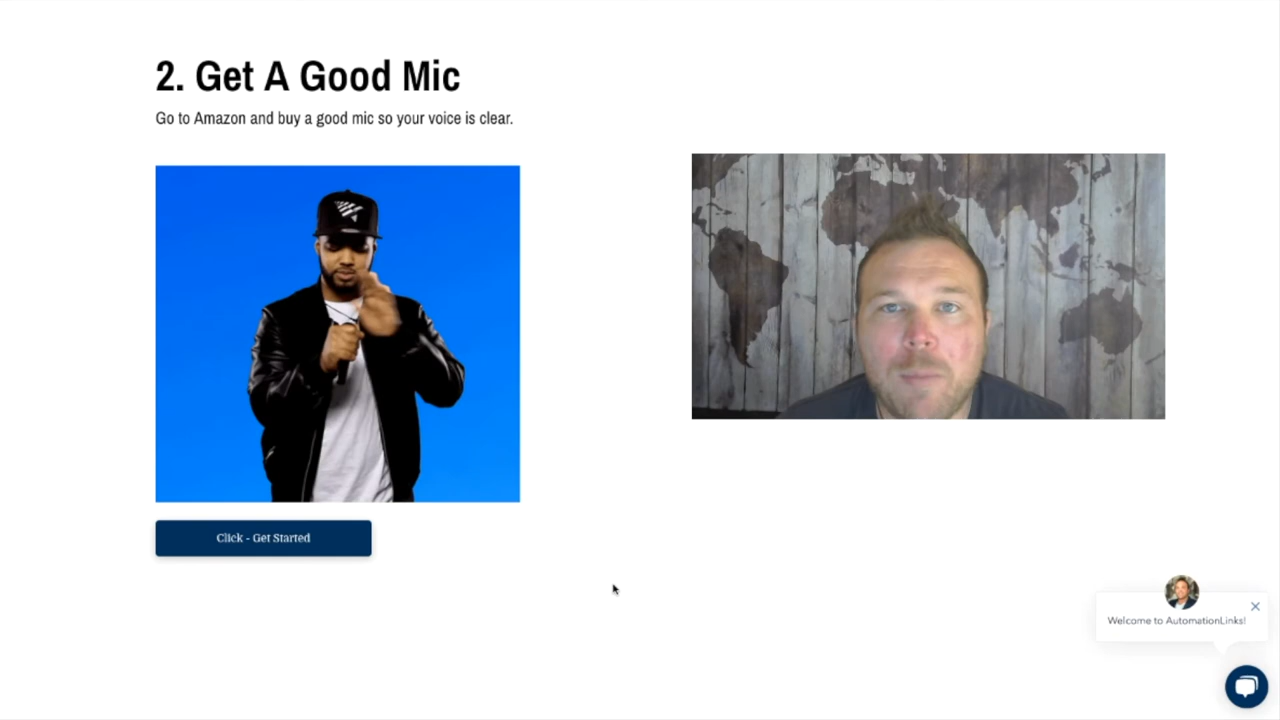 2. Get A Good Mic
Go to Amazon and buy a good mic so your voice is clear.
Click - Get Started
Welcome to AutomationLinks!